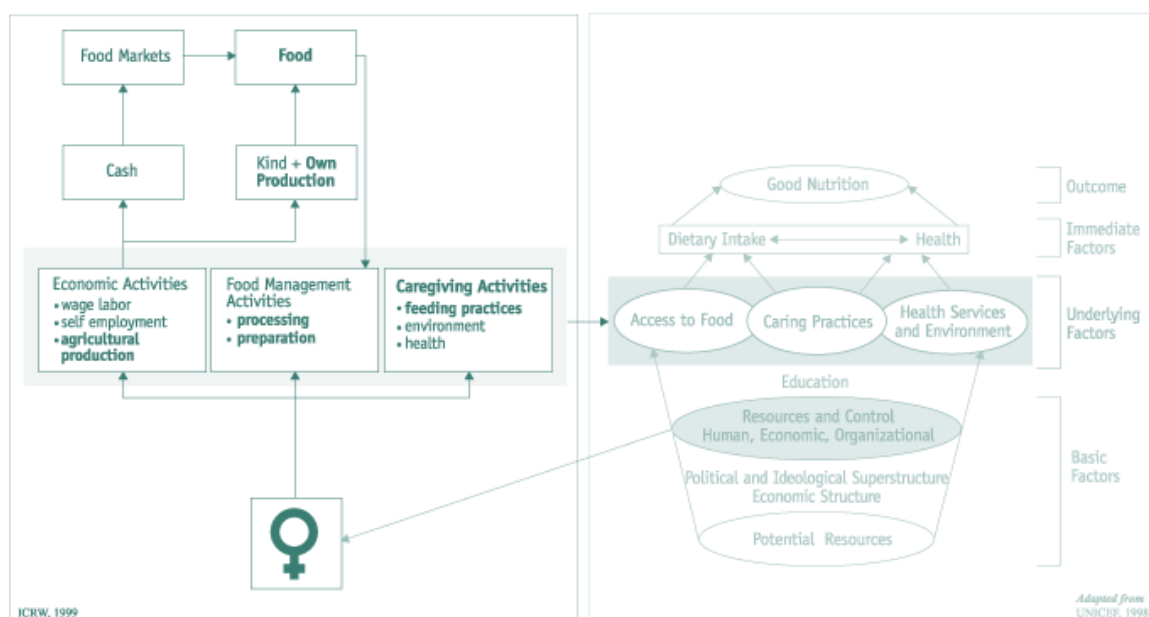 Food Markets
Food
Cash
Kind + Own
Production
Economic Activities
• wage labor
• self employment
• agricultural
production
Food Management
Activities
• processing
• preparation
Caregiving Activities
• feeding practices
• environment
• health
ICRW, 1999
Good Nutrition
Dietary Intake
Health
Access to Food
Caring Practices
Health Services
and Environment
Education
Resources and Control
Human, Economic, Organizational
Political and Ideological Superstructure
Economic Structure
Potential Resources
Outcome
Immediate
Factors
Underlying
Factors
Basic
Factors
Adapted from
UNICEF, 1998